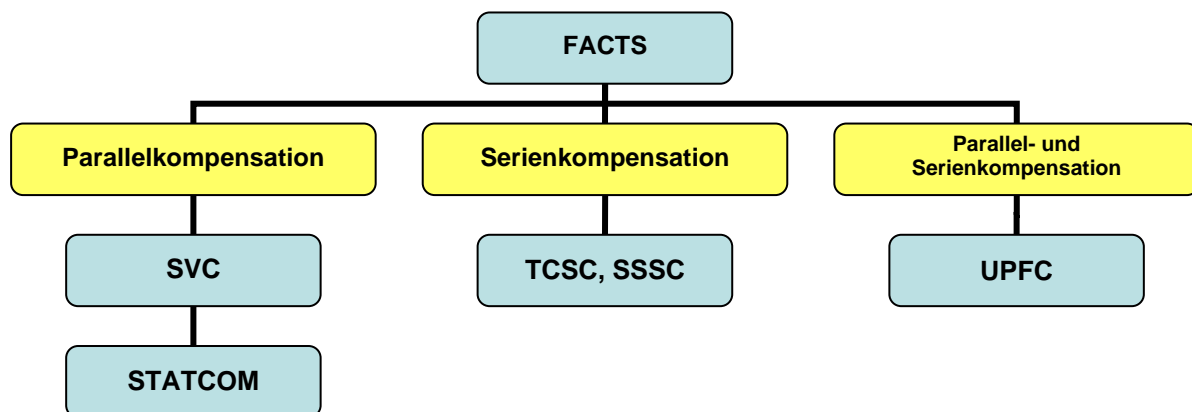 FACTS
Parallelkompensation
Serienkompensation
Parallel- und
Serienkompensation
SVC
TCSC, SSSC
UPFC
STATCOM